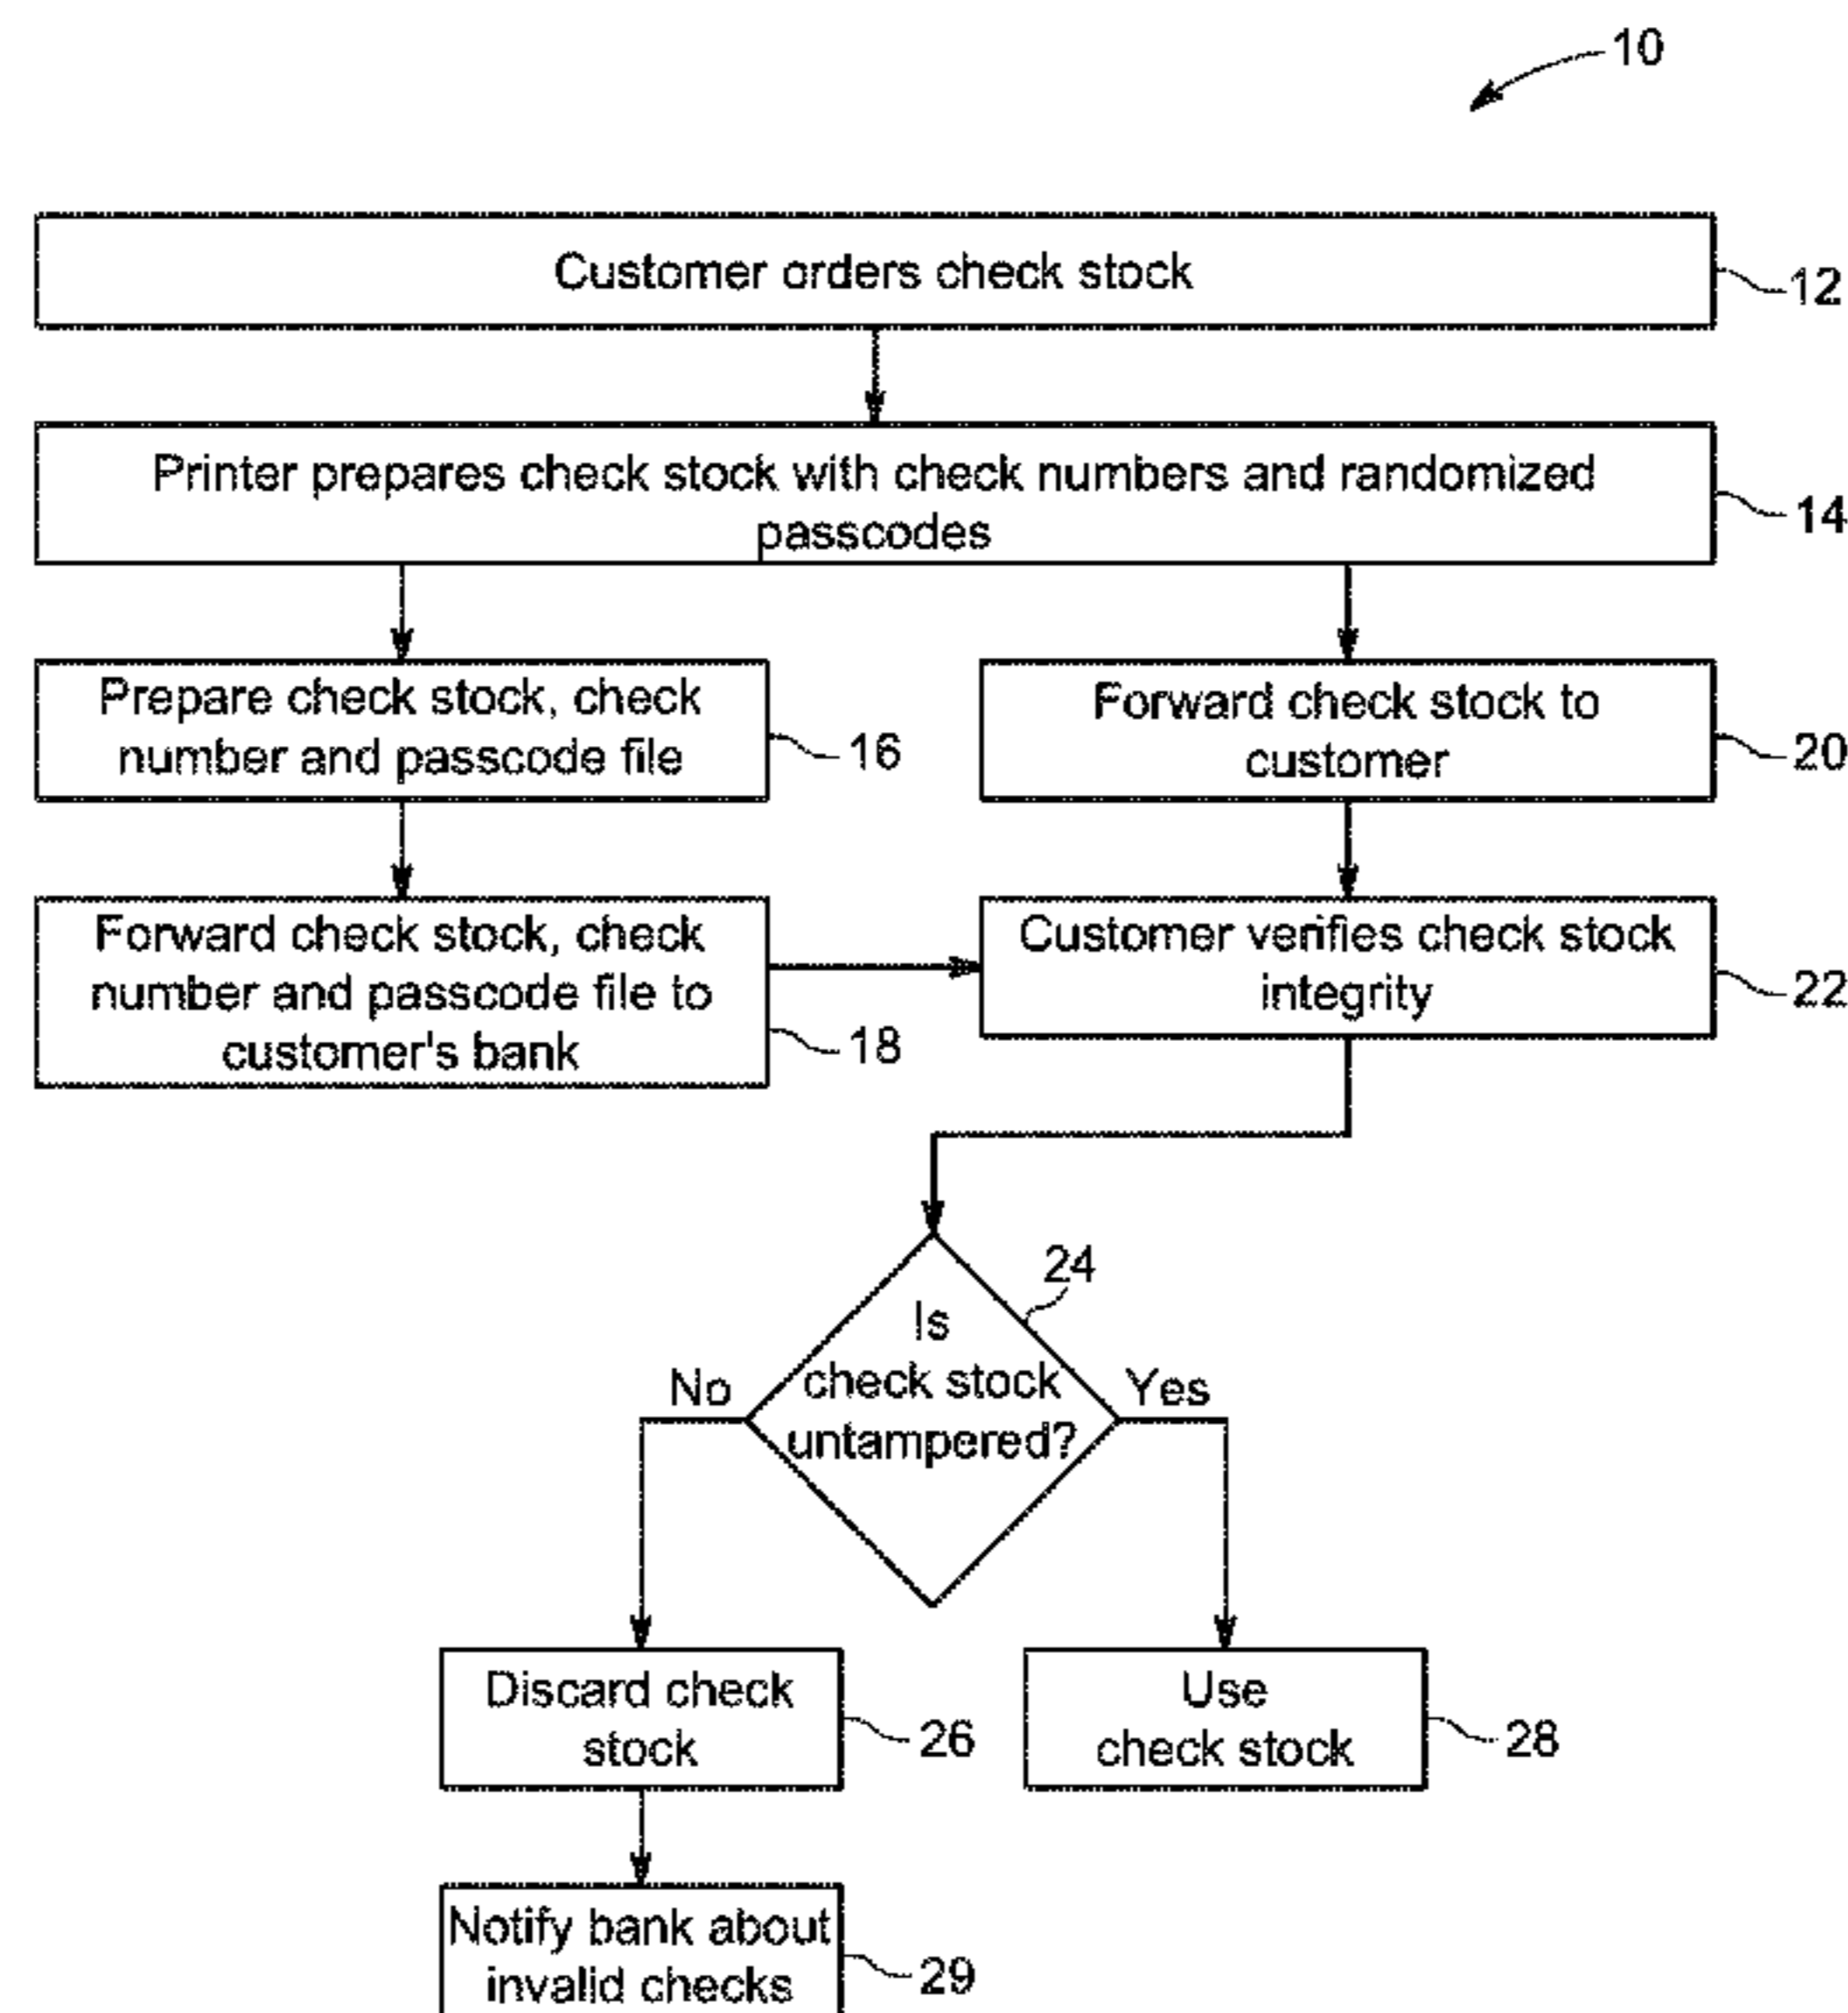 10
Customer orders check stock
12
Printer prepares check stock with check numbers and randomized
passcodes
14
Prepare check stock, check
number and passcode file
16
Forward check stock to
customer
20
Forward check stock, check
number and passcode file to
customer's bank
18
Customer verifies check stock
integrity
22
24
Is
check stock
untampered?
No
Yes
Discard check
stock
26
Use
check stock
28
Notify bank about
invalid checks
29